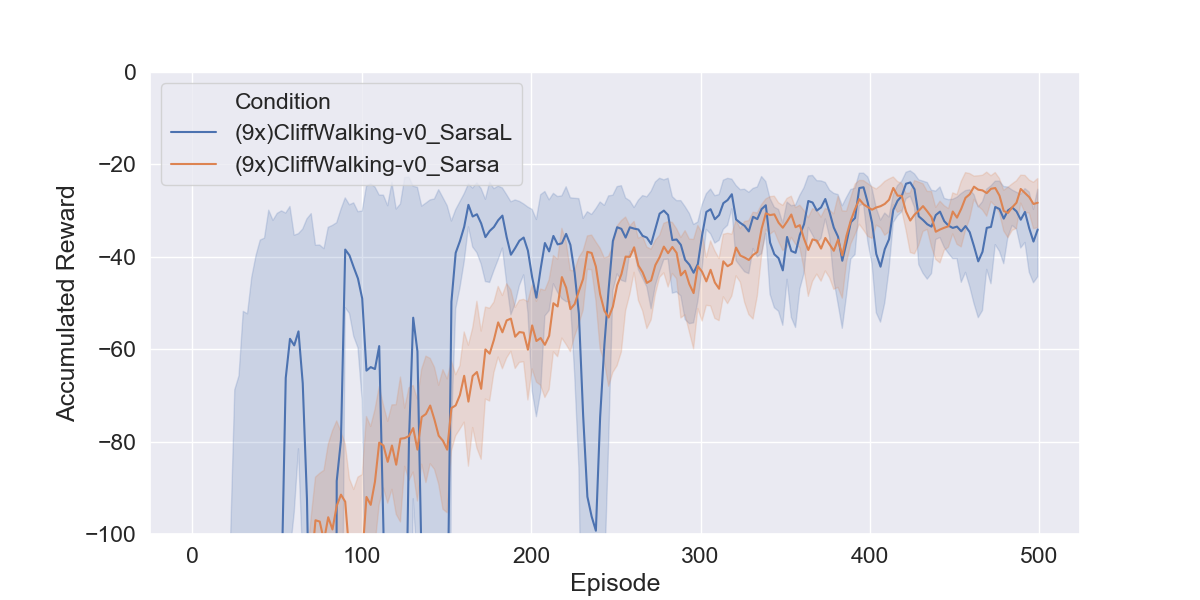 Condition
(9x)CliffWalking-v0_SarsaL
(9x)CliffWalking-v0_Sarsa
Accumulated Reward
0
−20
−40
−60
−80
−100
0 100 200 300 400 500
Episode